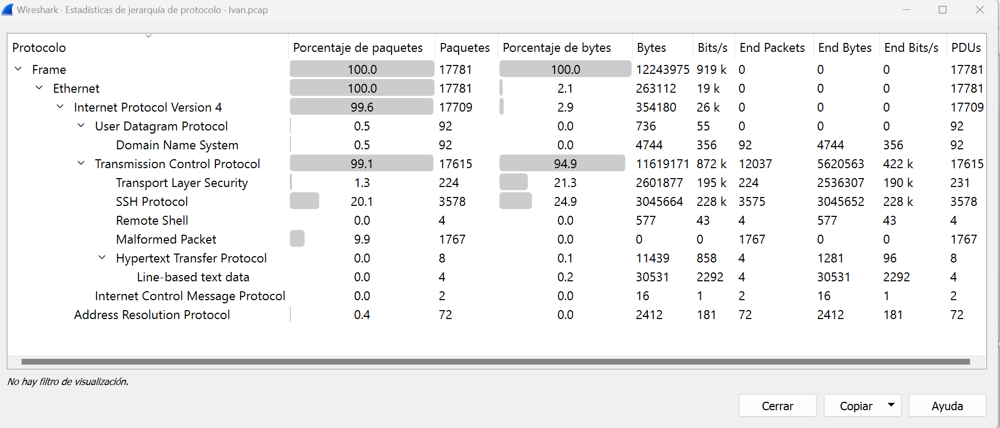 Wireshark · Estadísticas de jerarquía de protocolo · Ivan.pcap
Protocolo Porcentaje de paquetes Paquetes Porcentaje de bytes Bytes Bits/s End Packets End Bytes End Bits/s PDUs
Frame 100.0 17781 100.0 12243975 919 k 0 0 0 17781
Ethernet 100.0 17781 2.1 263112 19 k 0 0 0 17781
Internet Protocol Version 4 99.6 17709 2.9 354180 26 k 0 0 0 17709
User Datagram Protocol 0.5 92 0.0 736 55 0 0 0 92
Domain Name System 0.5 92 0.0 4744 356 92 4744 356 92
Transmission Control Protocol 99.1 17615 94.9 11619171 872 k 12037 5620563 422 k 17615
Transport Layer Security 1.3 224 21.3 2601877 195 k 224 2536307 190 k 231
SSH Protocol 20.1 3578 24.9 3045664 228 k 3575 3045652 228 k 3578
Remote Shell 0.0 4 0.0 577 43 4 577 43 4
Malformed Packet 9.9 1767 0.0 0 0 1767 0 0 1767
Hypertext Transfer Protocol 0.0 8 0.1 11439 858 4 1281 96 8
Line-based text data 0.0 4 0.2 30531 2292 4 30531 2292 4
Internet Control Message Protocol 0.0 2 0.0 16 1 2 16 1 2
Address Resolution Protocol 0.4 72 0.0 2412 181 72 2412 181 72
No hay filtro de visualización.
Cerrar Copiar Ayuda